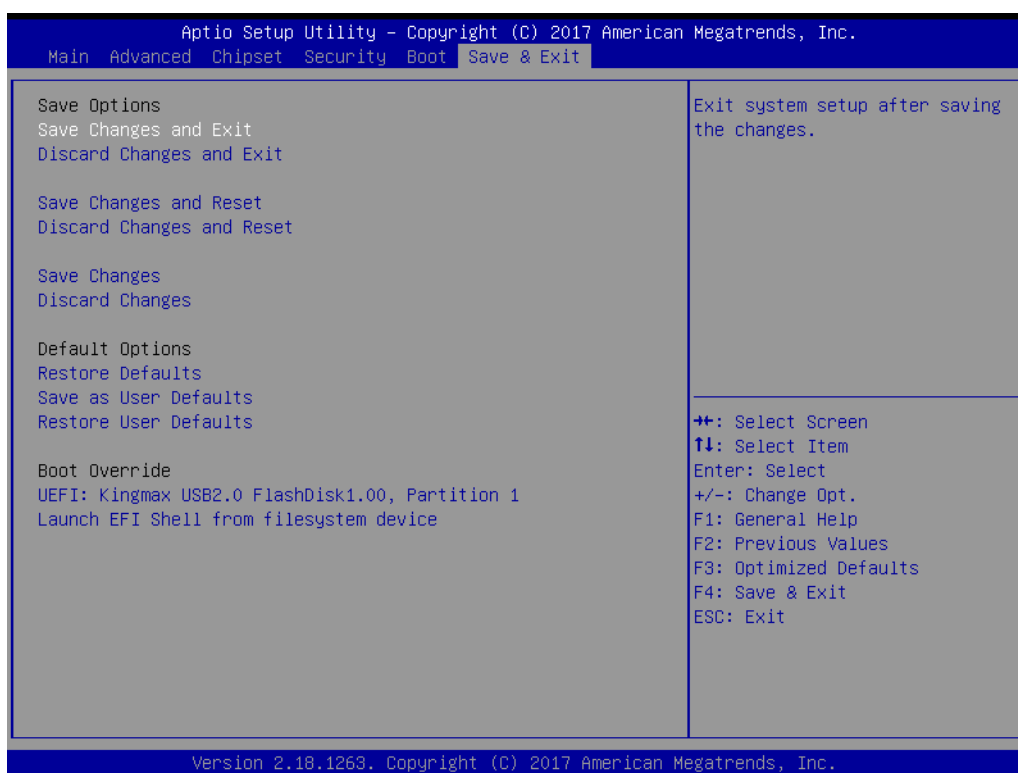 Aptio Setup Utility – Copyright (C) 2017 American Megatrends, Inc.
Main Advanced Chipset Security Boot Save & Exit
Save Options
Save Changes and Exit
Discard Changes and Exit
Save Changes and Reset
Discard Changes and Reset
Save Changes
Discard Changes
Default Options
Restore Defaults
Save as User Defaults
Restore User Defaults
Boot Override
UEFI: Kingmax USB2.0 FlashDisk1.00, Partition 1
Launch EFI Shell from filesystem device
Exit system setup after saving
the changes.
→←: Select Screen
↑↓: Select Item
Enter: Select
+/-: Change Opt.
F1: General Help
F2: Previous Values
F3: Optimized Defaults
F4: Save & Exit
ESC: Exit
Version 2.18.1263. Copyright (C) 2017 American Megatrends, Inc.